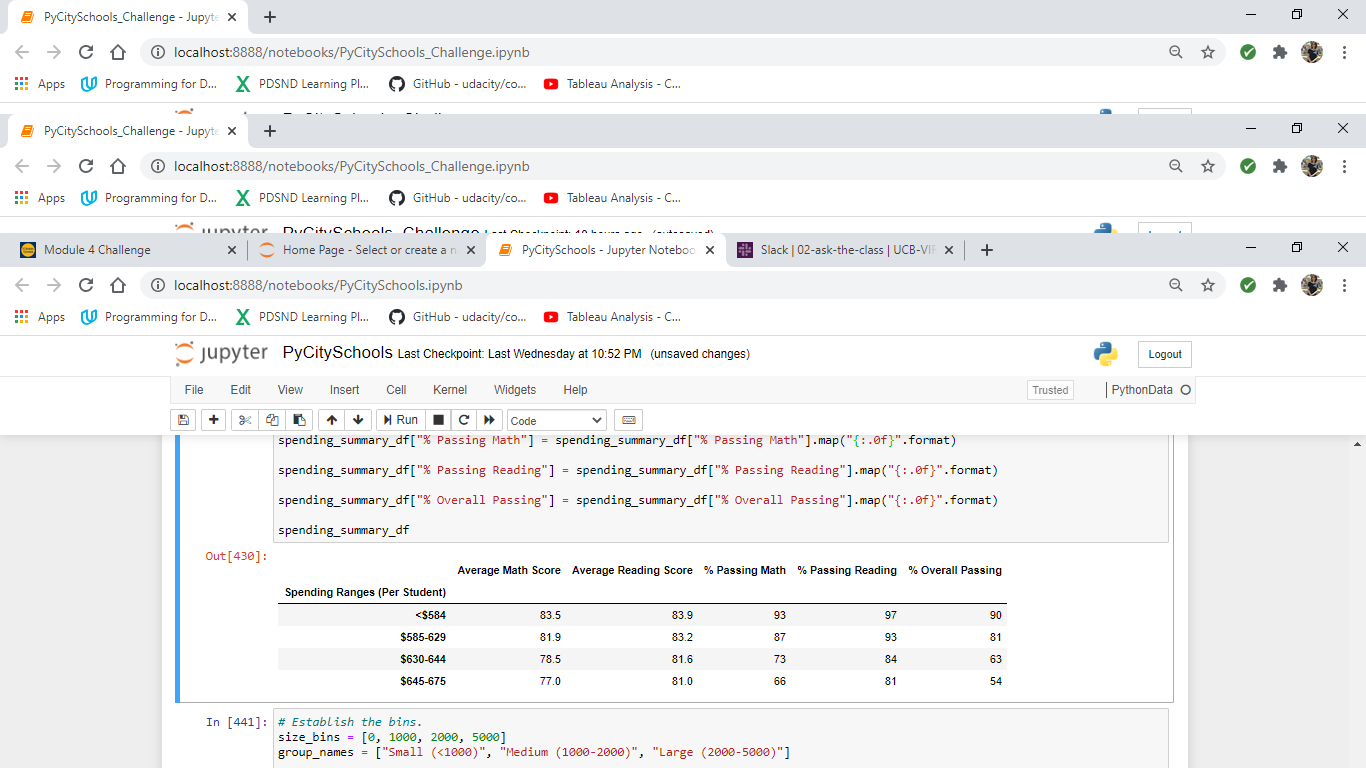 PyCitySchools_Challenge - Jupyte
localhost:8888/notebooks/PyCitySchools_Challenge.ipynb
Apps Programming for D... PDSND Learning Pl... GitHub - udacity/co... Tableau Analysis - C...
PyCitySchools_Challenge - Jupyte
localhost:8888/notebooks/PyCitySchools_Challenge.ipynb
Apps Programming for D... PDSND Learning Pl... GitHub - udacity/co... Tableau Analysis - C...
jupyter PyCitySchools_Challenge Last Checkpoint: 10 hours ago (autosaved)
Module 4 Challenge Home Page - Select or create a n PyCitySchools - Jupyter Noteboo Slack | 02-ask-the-class | UCB-VIR
localhost:8888/notebooks/PyCitySchools.ipynb
Apps Programming for D... PDSND Learning Pl... GitHub - udacity/co... Tableau Analysis - C...
jupyter PyCitySchools Last Checkpoint: Last Wednesday at 10:52 PM (unsaved changes) Logout
File Edit View Insert Cell Kernel Widgets Help Trusted PythonData
Run Code
spending_summary_df["% Passing Math"] = spending_summary_df["% Passing Math"].map("{:.0f}".format)
spending_summary_df["% Passing Reading"] = spending_summary_df["% Passing Reading"].map("{:.0f}".format)
spending_summary_df["% Overall Passing"] = spending_summary_df["% Overall Passing"].map("{:.0f}".format)
spending_summary_df
Out[430]:
Average Math Score Average Reading Score % Passing Math % Passing Reading % Overall Passing
Spending Ranges (Per Student)
<$584 83.5 83.9 93 97 90
$585-629 81.9 83.2 87 93 81
$630-644 78.5 81.6 73 84 63
$645-675 77.0 81.0 66 81 54
In [441]: # Establish the bins.
size_bins = [0, 1000, 2000, 5000]
group_names = ["Small (<1000)", "Medium (1000-2000)", "Large (2000-5000)"]